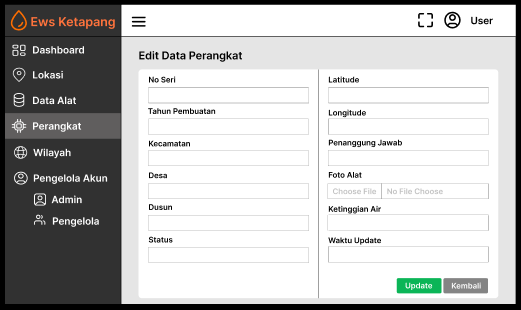 Ews Ketapang
User
Dashboard
Lokasi
Data Alat
Perangkat
Wilayah
Pengelola Akun
Admin
Pengelola
Edit Data Perangkat
No Seri
Tahun Pembuatan
Kecamatan
Desa
Dusun
Status
Latitude
Longitude
Penanggung Jawab
Foto Alat
Choose File No File Choose
Ketinggian Air
Waktu Update
Update Kembali